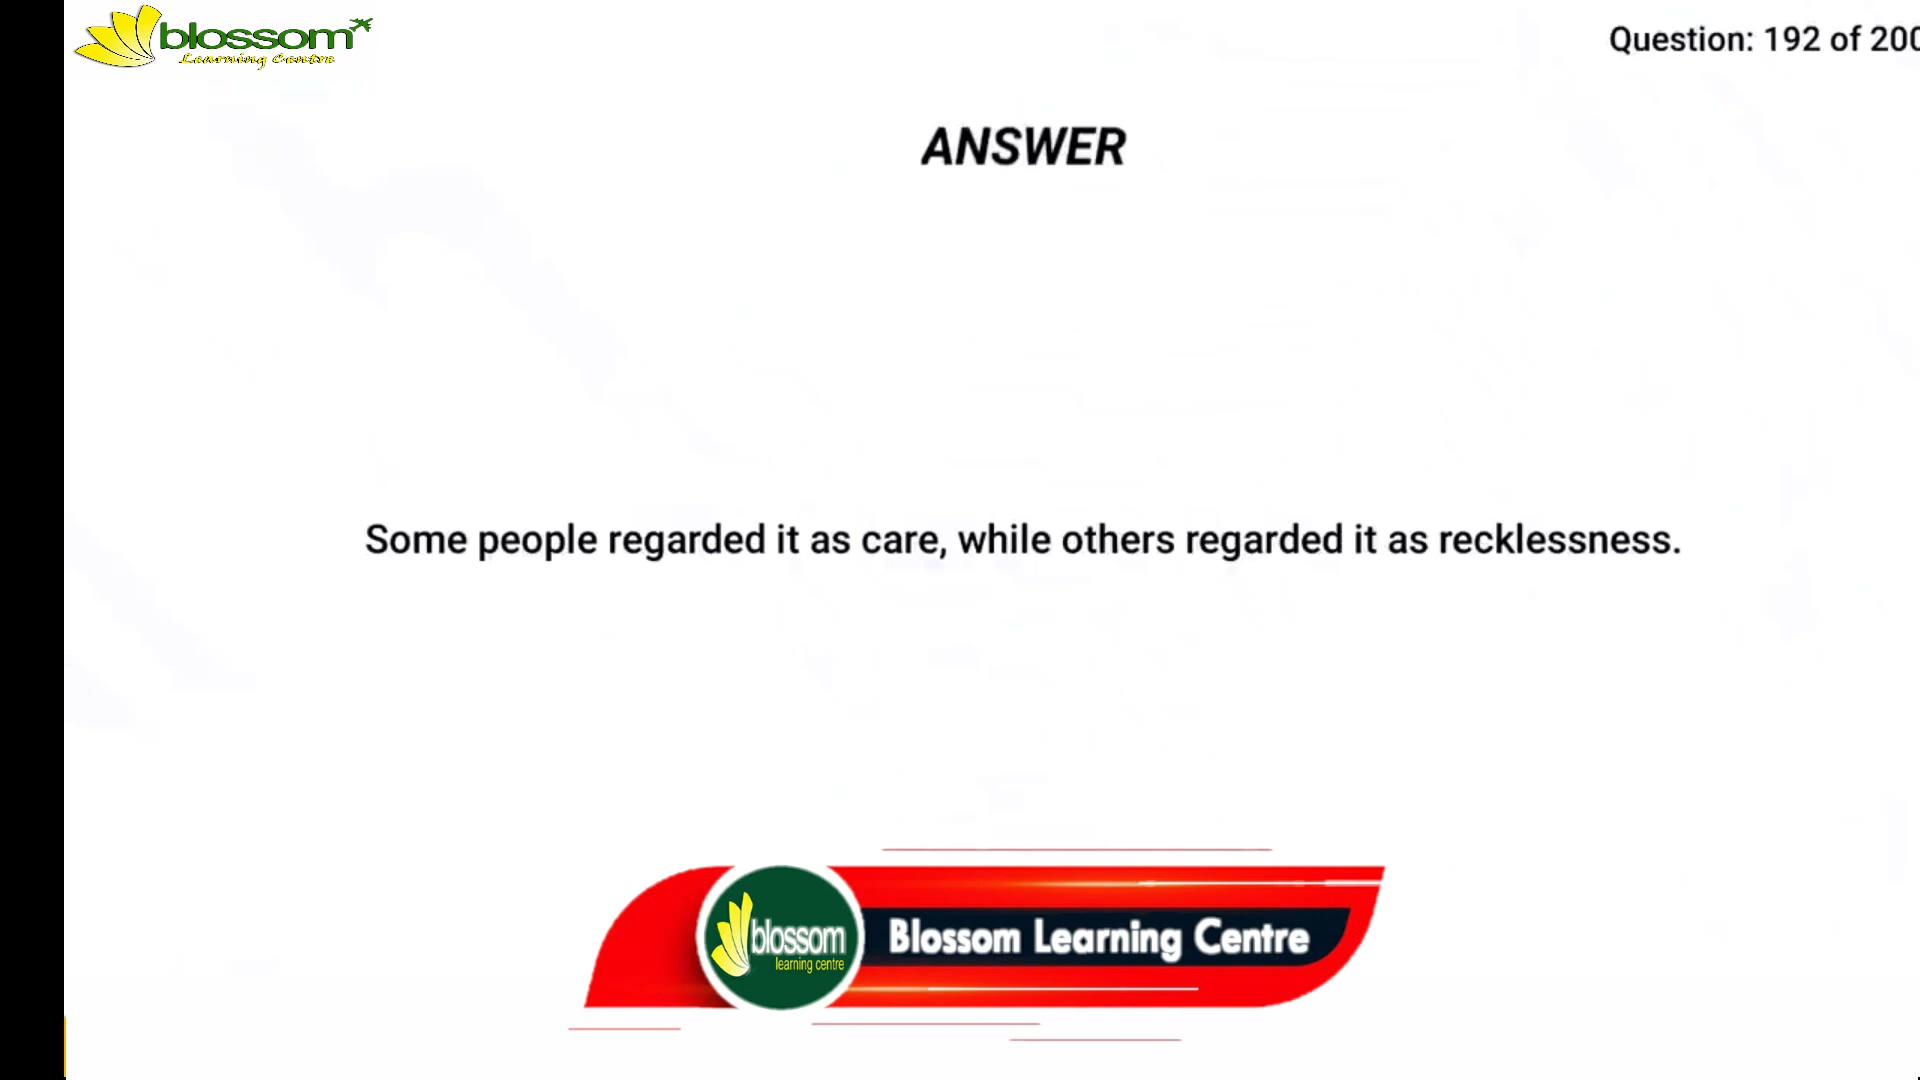 blossom
Learning Centre
Question: 192 of 200
ANSWER
Some people regarded it as care, while others regarded it as recklessness.
blossom
learning centre
Blossom Learning Centre